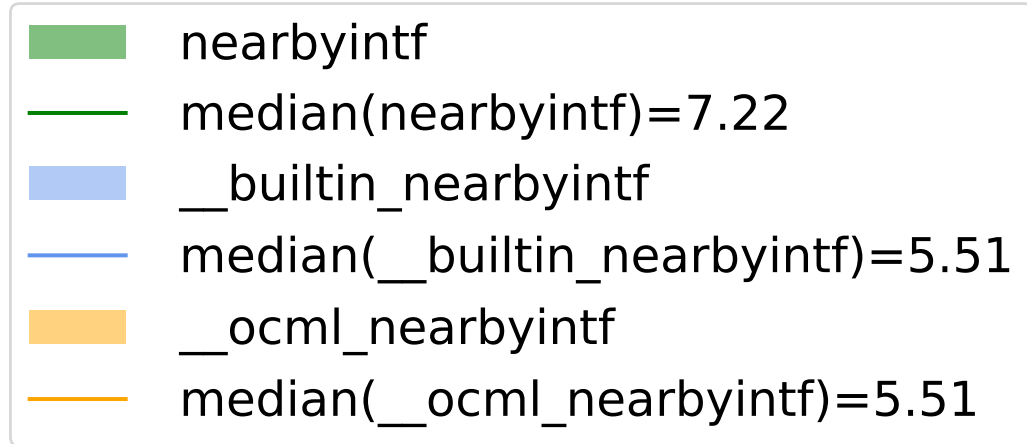 nearbyintf
median(nearbyintf)=7.22
__builtin_nearbyintf
median(__builtin_nearbyintf)=5.51
__ocml_nearbyintf
median(__ocml_nearbyintf)=5.51